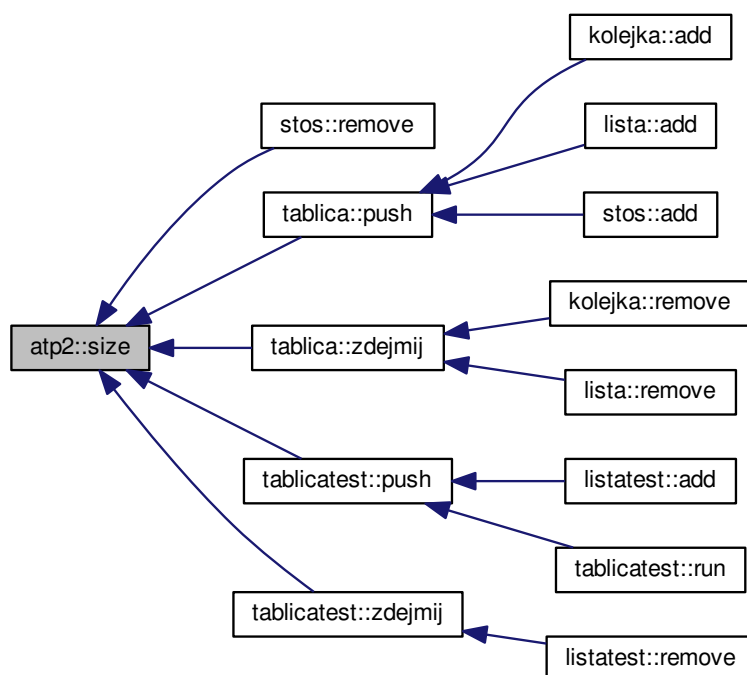 kolejka::add
stos::remove
lista::add
tablica::push
stos::add
kolejka::remove
atp2::size
tablica::zdejmij
lista::remove
tablicatest::push
listatest::add
tablicatest::run
tablicatest::zdejmij
listatest::remove